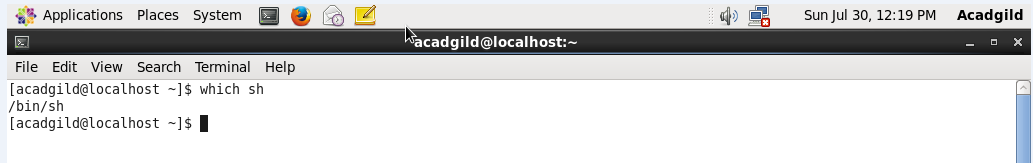 Applications Places System Sun Jul 30, 12:19 PM Acadgild
acadgild@localhost:~
File Edit View Search Terminal Help
[acadgild@localhost ~]$ which sh
/bin/sh
[acadgild@localhost ~]$